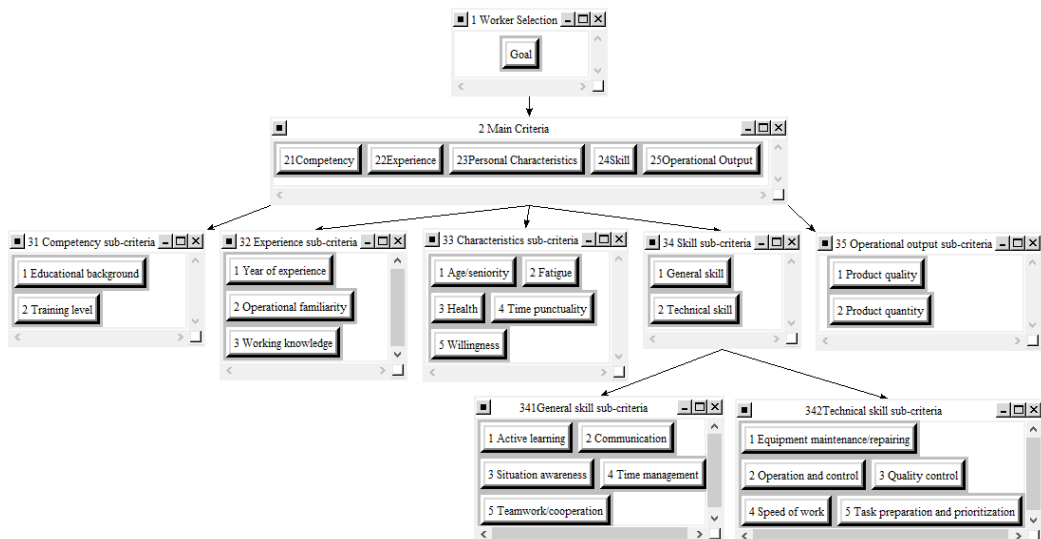 1 Worker Selection
Goal
2 Main Criteria
21Competency 22Experience 23Personal Characteristics 24Skill 25Operational Output
31 Competency sub-criteria
1 Educational background
2 Training level
32 Experience sub-criteria
1 Year of experience
2 Operational familiarity
3 Working knowledge
33 Characteristics sub-criteria
1 Age/seniority 2 Fatigue
3 Health 4 Time punctuality
5 Willingness
34 Skill sub-criteria
1 General skill
2 Technical skill
35 Operational output sub-criteria
1 Product quality
2 Product quantity
341General skill sub-criteria
1 Active learning 2 Communication
3 Situation awareness 4 Time management
5 Teamwork/cooperation
342Technical skill sub-criteria
1 Equipment maintenance/repairing
2 Operation and control 3 Quality control
4 Speed of work 5 Task preparation and prioritization